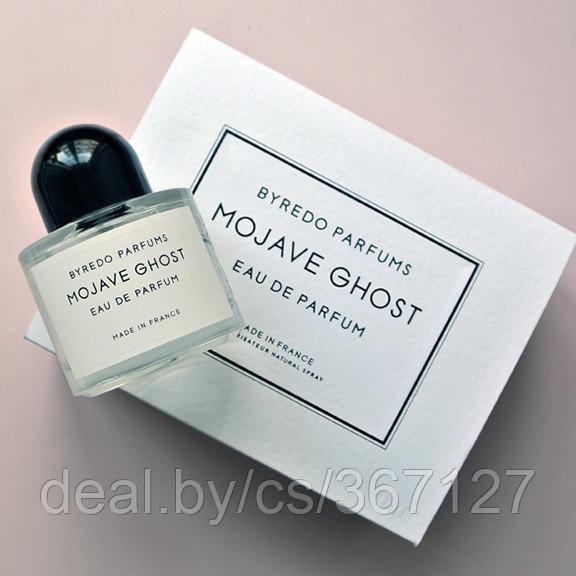 BYREDO PARFUMS
MOJAVE GHOST
EAU DE PARFUM
MADE IN FRANCE
BYREDO PARFUMS
MOJAVE GHOST
EAU DE PARFUM
MADE IN FRANCE
NATURAL SPRAY
deal.by/cs/367127